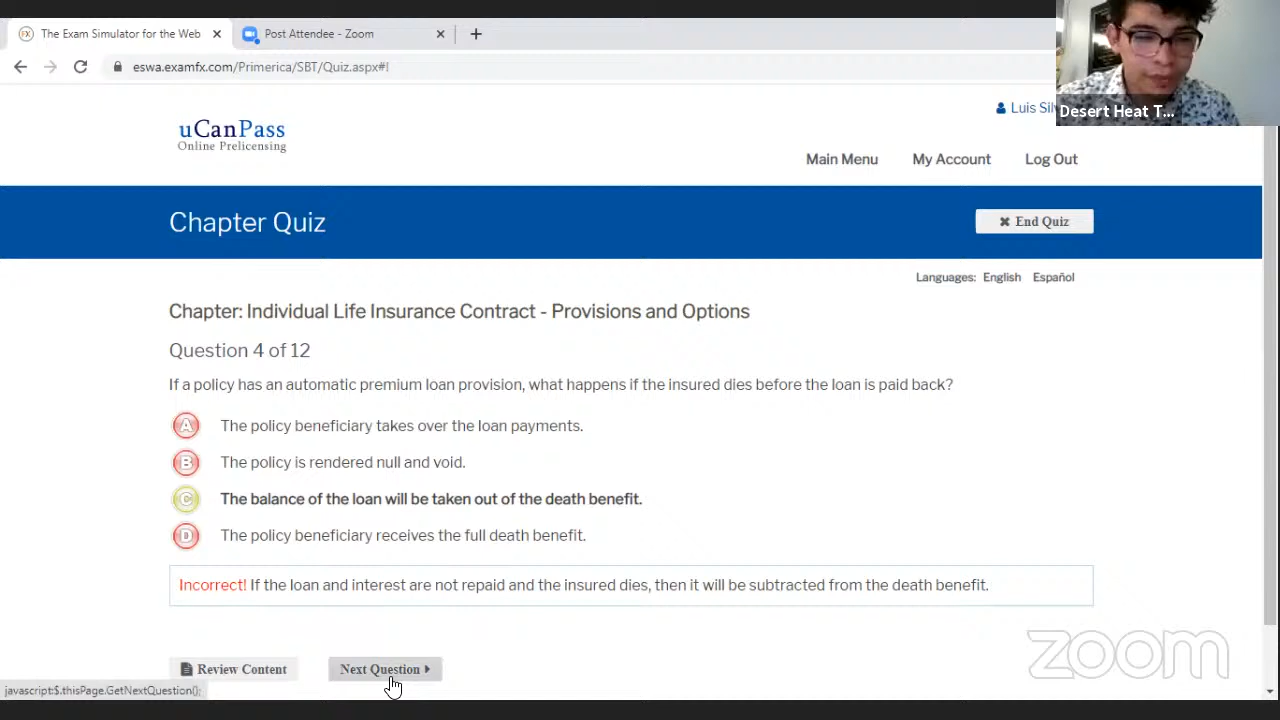 The Exam Simulator for the Web
Post Attendee - Zoom
eswa.examfx.com/Primerica/SBT/Quiz.aspx#!
Desert Heat T...
uCanPass
Online Prelicensing
Luis
Main Menu
My Account
Log Out
Chapter Quiz
End Quiz
Languages: English Español
Chapter: Individual Life Insurance Contract - Provisions and Options
Question 4 of 12
If a policy has an automatic premium loan provision, what happens if the insured dies before the loan is paid back?
A The policy beneficiary takes over the loan payments.
B The policy is rendered null and void.
C The balance of the loan will be taken out of the death benefit.
D The policy beneficiary receives the full death benefit.
Incorrect! If the loan and interest are not repaid and the insured dies, then it will be subtracted from the death benefit.
Review Content
Next Question
zoom
javascript:$.thisPage.GetNextQuestion();